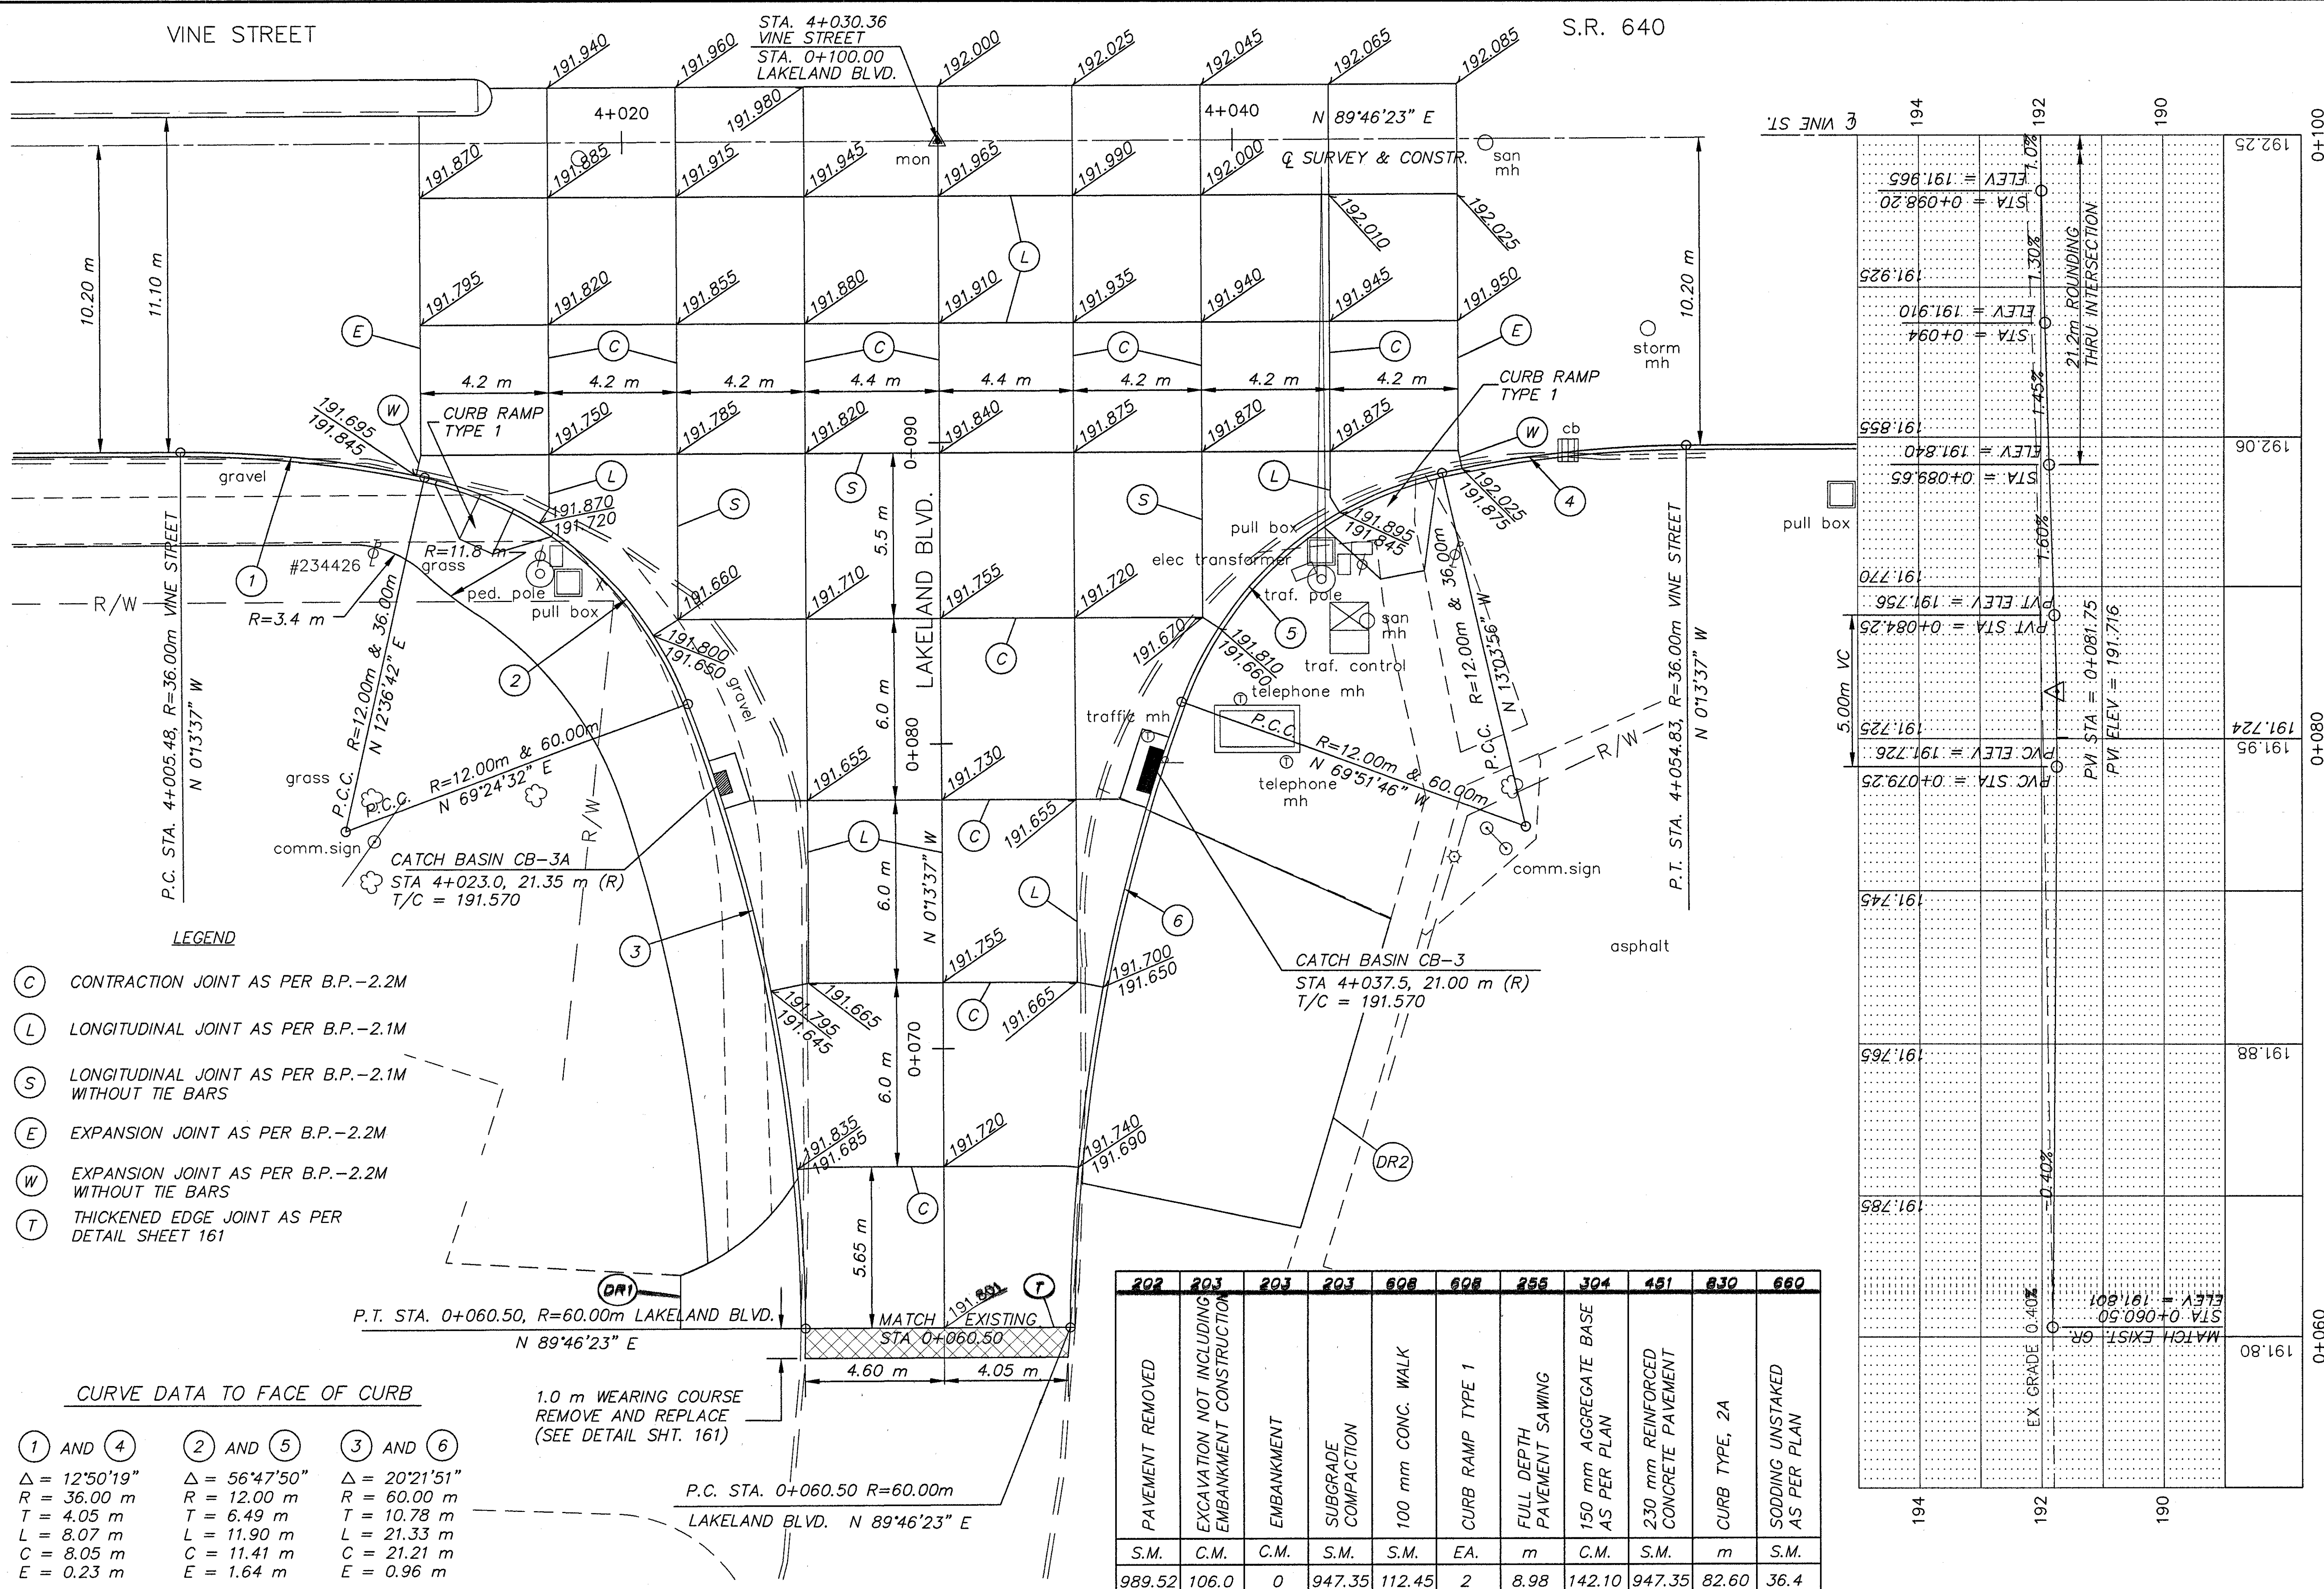 VINE STREET
STA. 4+030.36
VINE STREET
STA. 0+100.00
LAKELAND BLVD.
S.R. 640
191.940
191.960
191.980
192.000
192.025
192.045
192.065
192.085
4+020
4+040
N 89°46'23" E
mon
℄ SURVEY & CONSTR.
san
mh
191.870
191.885
191.915
191.945
191.965
191.990
192.000
192.010
192.025
10.20 m
11.10 m
10.20 m
L
191.795
191.820
191.855
191.880
191.910
191.935
191.940
191.945
191.950
E
C
C
C
C
E
storm
mh
4.2 m
4.2 m
4.2 m
4.4 m
4.4 m
4.2 m
4.2 m
4.2 m
CURB RAMP
TYPE 1
CURB RAMP
TYPE 1
191.695
191.845
W
191.750
191.785
191.820
0+090
191.840
191.875
191.870
191.875
W
cb
gravel
L
S
S
S
L
4
192.025
191.875
191.870
191.720
191.895
191.845
pull box
pull box
1
#234426
R=11.8 m
grass
5.5 m
LAKELAND BLVD.
elec transformer
R/W
ped. pole
pull box
X
R=3.4 m
191.660
191.710
191.755
191.720
traf. pole
san
mh
5
traf. control
191.670
191.810
191.660
C
191.800
191.650
gravel
2
P.C. STA. 4+005.48, R=36.00m VINE STREET
N 0°13'37" W
P.C.C. R=12.00m & 36.00m
N 12°36'42" E
P.C.C. R=12.00m & 60.00m
N 69°24'32" E
P.C.C. R=12.00m & 36.00m
N 13°03'56" W
P.T. STA. 4+054.83, R=36.00m VINE STREET
N 0°13'37" W
R/W
6.0 m
0+080
telephone mh
traffic mh
T
T
T
P.C.C. R=12.00m & 60.00m
N 69°51'46" W
telephone
mh
grass
R/W
191.655
191.730
191.655
comm.sign
comm.sign
CATCH BASIN CB-3A
STA 4+023.0, 21.35 m (R)
T/C = 191.570
L
C
L
6
6.0 m
N 0°13'37" W
3
asphalt
CATCH BASIN CB-3
STA 4+037.5, 21.00 m (R)
T/C = 191.570
191.755
191.700
191.650
191.795
191.645
191.665
191.665
C
0+070
6.0 m
191.835
191.685
191.720
191.740
191.690
DR2
C
5.65 m
LEGEND
C CONTRACTION JOINT AS PER B.P.-2.2M
L LONGITUDINAL JOINT AS PER B.P.-2.1M
S LONGITUDINAL JOINT AS PER B.P.-2.1M
WITHOUT TIE BARS
E EXPANSION JOINT AS PER B.P.-2.2M
W EXPANSION JOINT AS PER B.P.-2.2M
WITHOUT TIE BARS
T THICKENED EDGE JOINT AS PER
DETAIL SHEET 161
DR1
191.801
T
P.T. STA. 0+060.50, R=60.00m LAKELAND BLVD.
N 89°46'23" E
MATCH EXISTING
STA 0+060.50
4.60 m
4.05 m
1.0 m WEARING COURSE
REMOVE AND REPLACE
(SEE DETAIL SHT. 161)
P.C. STA. 0+060.50 R=60.00m
LAKELAND BLVD. N 89°46'23" E
CURVE DATA TO FACE OF CURB
1 AND 4
Δ = 12°50'19"
R = 36.00 m
T = 4.05 m
L = 8.07 m
C = 8.05 m
E = 0.23 m
2 AND 5
Δ = 56°47'50"
R = 12.00 m
T = 6.49 m
L = 11.90 m
C = 11.41 m
E = 1.64 m
3 AND 6
Δ = 20°21'51"
R = 60.00 m
T = 10.78 m
L = 21.33 m
C = 21.21 m
E = 0.96 m
202 203 203 203 608 608 255 304 451 830 660
PAVEMENT REMOVED
EXCAVATION NOT INCLUDING
EMBANKMENT CONSTRUCTION
EMBANKMENT
SUBGRADE
COMPACTION
100 mm CONC. WALK
CURB RAMP TYPE 1
FULL DEPTH
PAVEMENT SAWING
150 mm AGGREGATE BASE
AS PER PLAN
230 mm REINFORCED
CONCRETE PAVEMENT
CURB TYPE, 2A
SODDING UNSTAKED
AS PER PLAN
S.M. C.M. C.M. S.M. S.M. EA. m C.M. S.M. m S.M.
989.52 106.0 0 947.35 112.45 2 8.98 142.10 947.35 82.60 36.4
℄ VINE ST.
194
192
190
0+100
192.25
1.0%
ELEV = 191.965
STA = 0+098.20
1.30%
21.2m ROUNDING
THRU INTERSECTION
191.925
ELEV = 191.910
STA = 0+094
1.45%
191.855
192.06
ELEV = 191.840
STA = 0+089.65
1.60%
191.770
PVT ELEV = 191.756
PVT STA = 0+084.25
5.00m VC
PVI STA = 0+081.75
PVI ELEV = 191.716
191.725
191.724
191.95
0+080
PVC ELEV = 191.726
PVC STA = 0+079.25
191.745
191.765
191.88
-0.40%
191.785
ELEV = 191.801
STA 0+060.50
MATCH EXIST. GR.
191.80
0+060
EX GRADE 0.40%
194
192
190